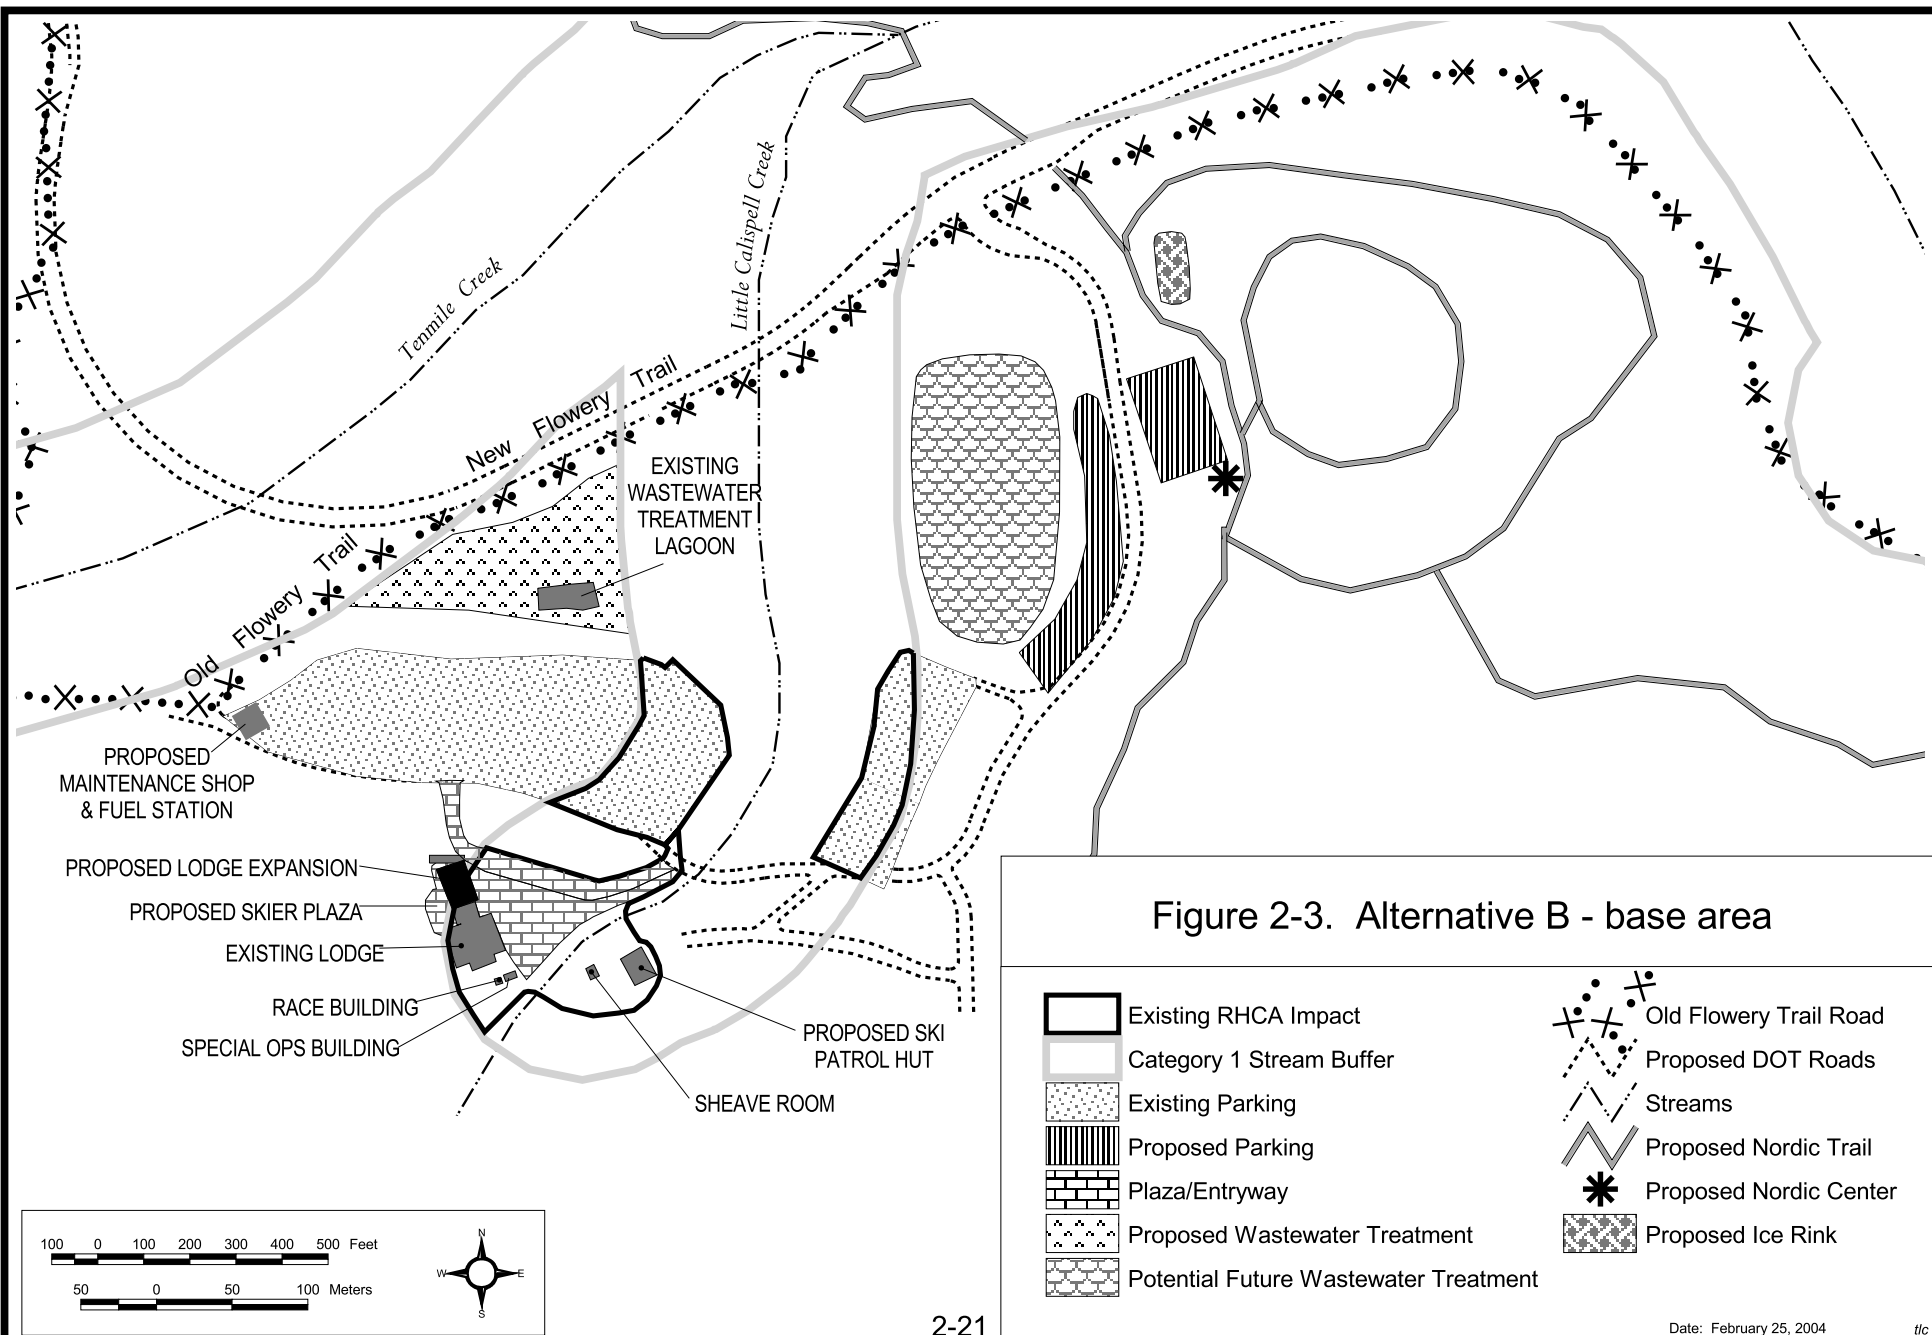 Tenmile Creek
Little Calispell Creek
New Flowery Trail
Old Flowery Trail
EXISTING
WASTEWATER
TREATMENT
LAGOON
PROPOSED
MAINTENANCE SHOP
& FUEL STATION
PROPOSED LODGE EXPANSION
PROPOSED SKIER PLAZA
EXISTING LODGE
RACE BUILDING
SPECIAL OPS BUILDING
PROPOSED SKI
PATROL HUT
SHEAVE ROOM
Figure 2-3. Alternative B - base area
Existing RHCA Impact
Category 1 Stream Buffer
Existing Parking
Proposed Parking
Plaza/Entryway
Proposed Wastewater Treatment
Potential Future Wastewater Treatment
Old Flowery Trail Road
Proposed DOT Roads
Streams
Proposed Nordic Trail
Proposed Nordic Center
Proposed Ice Rink
100 0 100 200 300 400 500 Feet
50 0 50 100 Meters
N
W E
S
2-21
Date: February 25, 2004
tlc